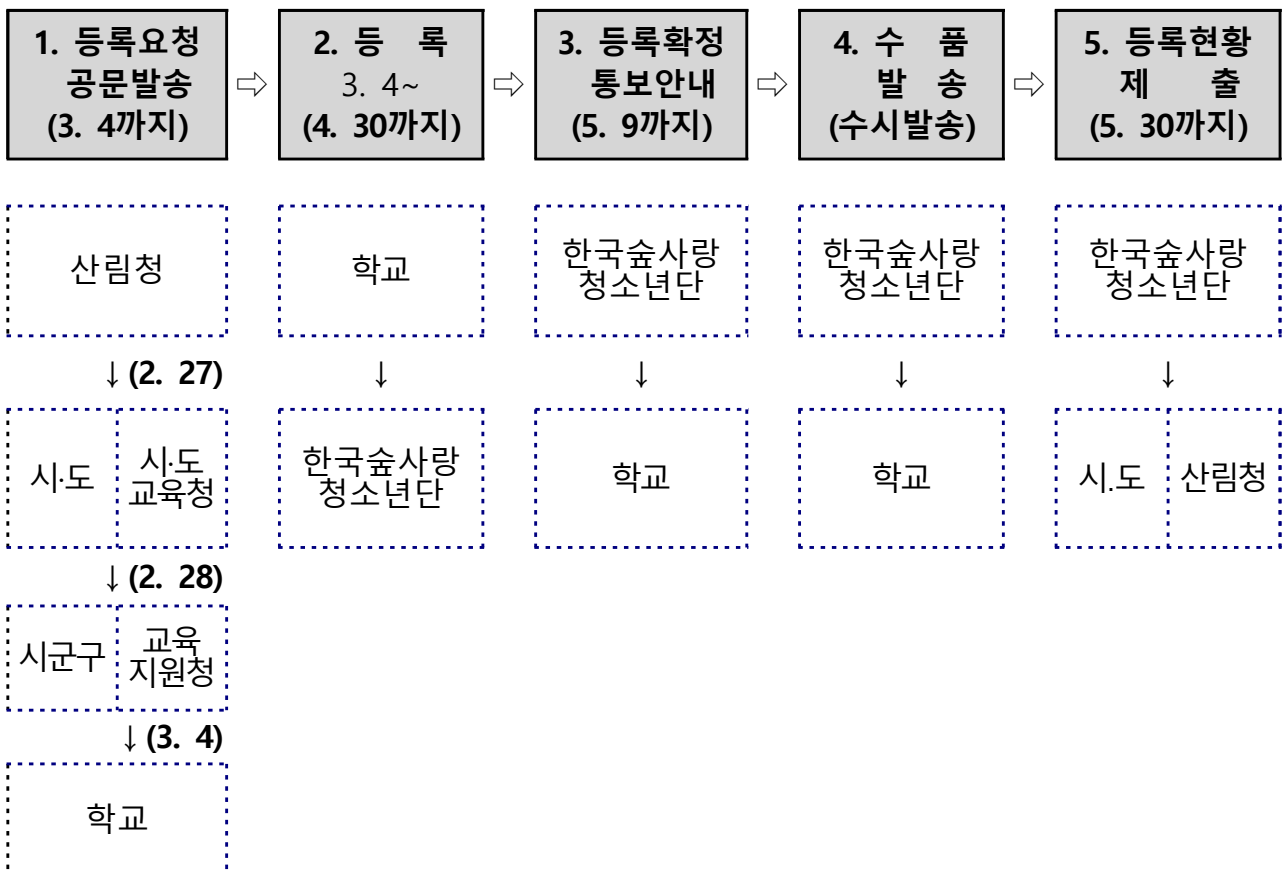 1. 등록요청
공문발송
(3. 4까지)
⇨
2. 등 록
3. 4~
(4. 30까지)
⇨
3. 등록확정
통보안내
(5. 9까지)
⇨
4. 수 품
발 송
(수시발송)
⇨
5. 등록현황
제 출
(5. 30까지)
산림청
학교
한국숲사랑
청소년단
한국숲사랑
청소년단
한국숲사랑
청소년단
↓(2. 27)
↓
↓
↓
↓
시·도
시·도
교육청
한국숲사랑
청소년단
학교
학교
시.도
산림청
↓(2. 28)
시군구
교육
지원청
↓(3. 4)
학교